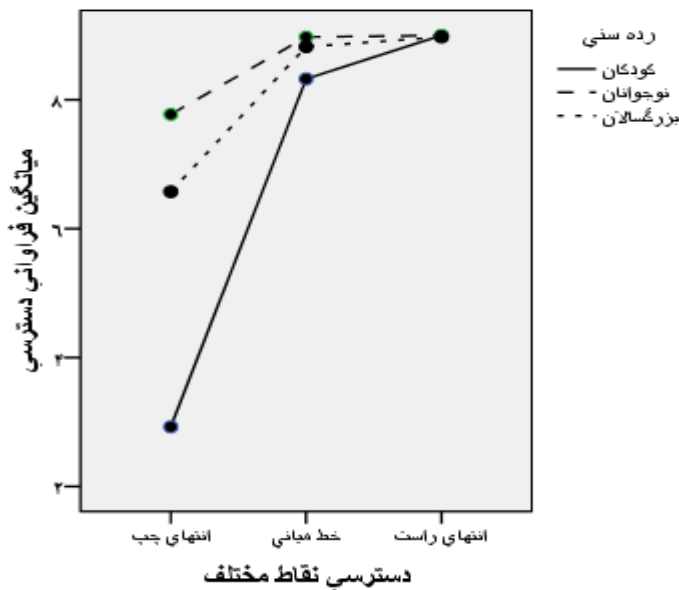 رده سني
كودكان
نوجوانان
بزرگسالان
ميانگين فراواني دسترسي
۸
۶
۴
۲
انتهاي چپ
خط مياني
انتهاي راست
دسترسي نقاط مختلف